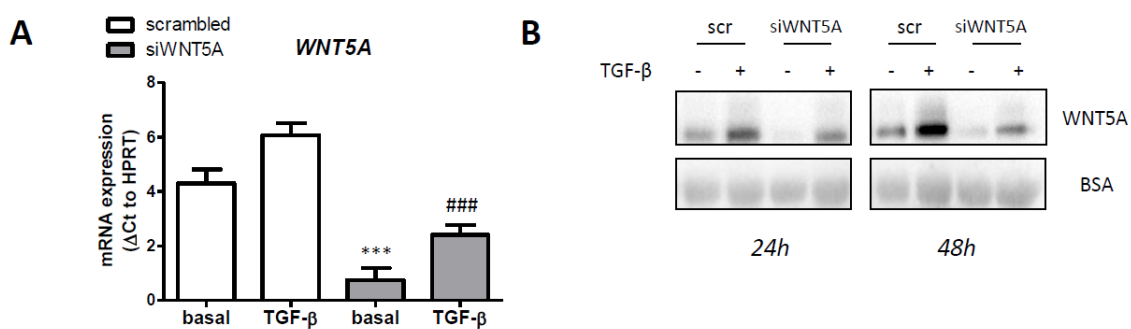 A
scrambled
siWNT5A
WNT5A
mRNA expression
(ΔCt to HPRT)
8
6
4
2
0
***
###
basal
TGF-β
basal
TGF-β
B
scr
siWNT5A
scr
siWNT5A
TGF-β
- + - +
- + - +
WNT5A
BSA
24h
48h